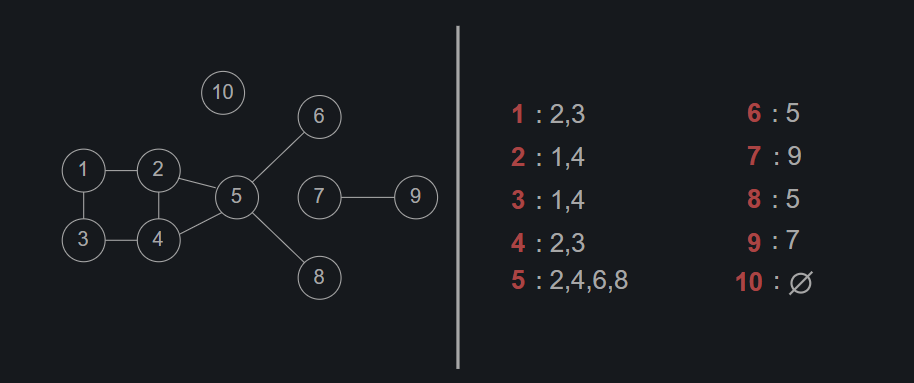 10
6
1
2
5
7
9
3
4
8
1 : 2,3
2 : 1,4
3 : 1,4
4 : 2,3
5 : 2,4,6,8
6 : 5
7 : 9
8 : 5
9 : 7
10 : ∅